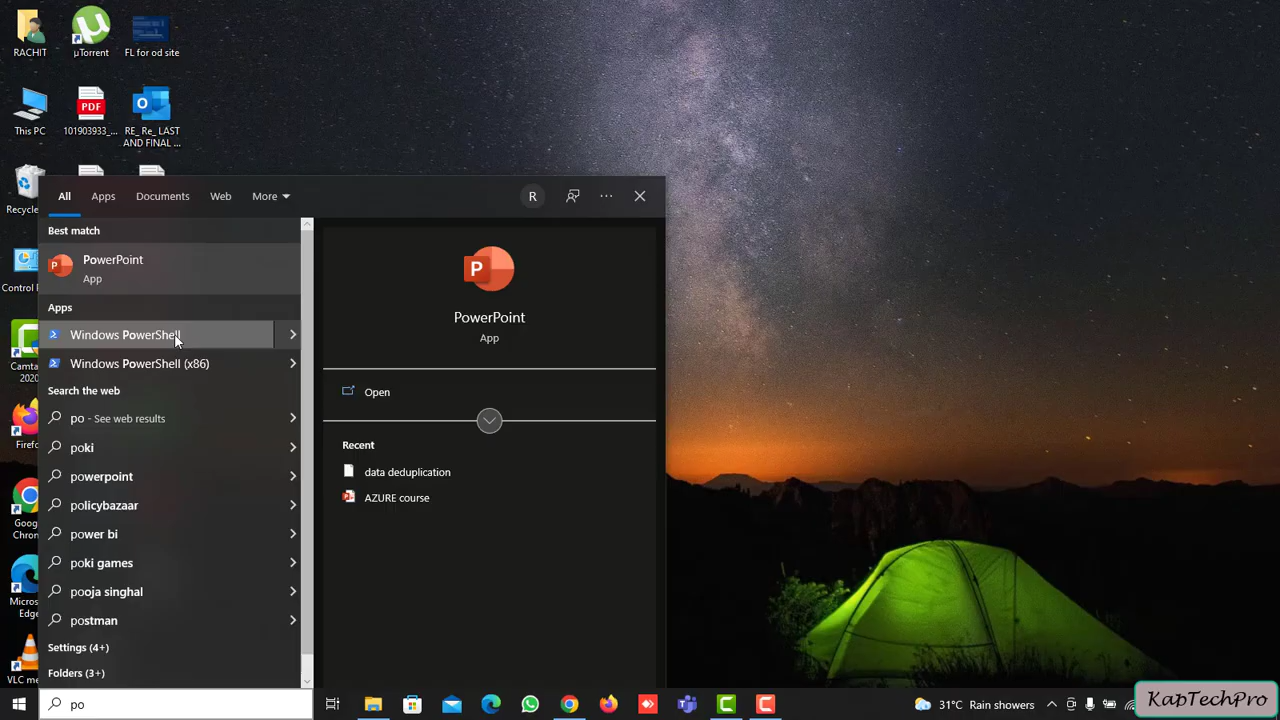 RACHIT
µTorrent
FL for od site
This PC
PDF
101903933_...
RE_ Re_ LAST
AND FINAL ...
Recycle
Control P
Camta
2020
Firefo
Goog
Chron
Micros
Edge
VLC me
All
Apps
Documents
Web
More
R
Best match
PowerPoint
App
Apps
Windows PowerShell
Windows PowerShell (x86)
Search the web
po - See web results
poki
powerpoint
policybazaar
power bi
poki games
pooja singhal
postman
Settings (4+)
Folders (3+)
PowerPoint
App
Open
Recent
data deduplication
AZURE course
po
31°C Rain showers
KapTechPro